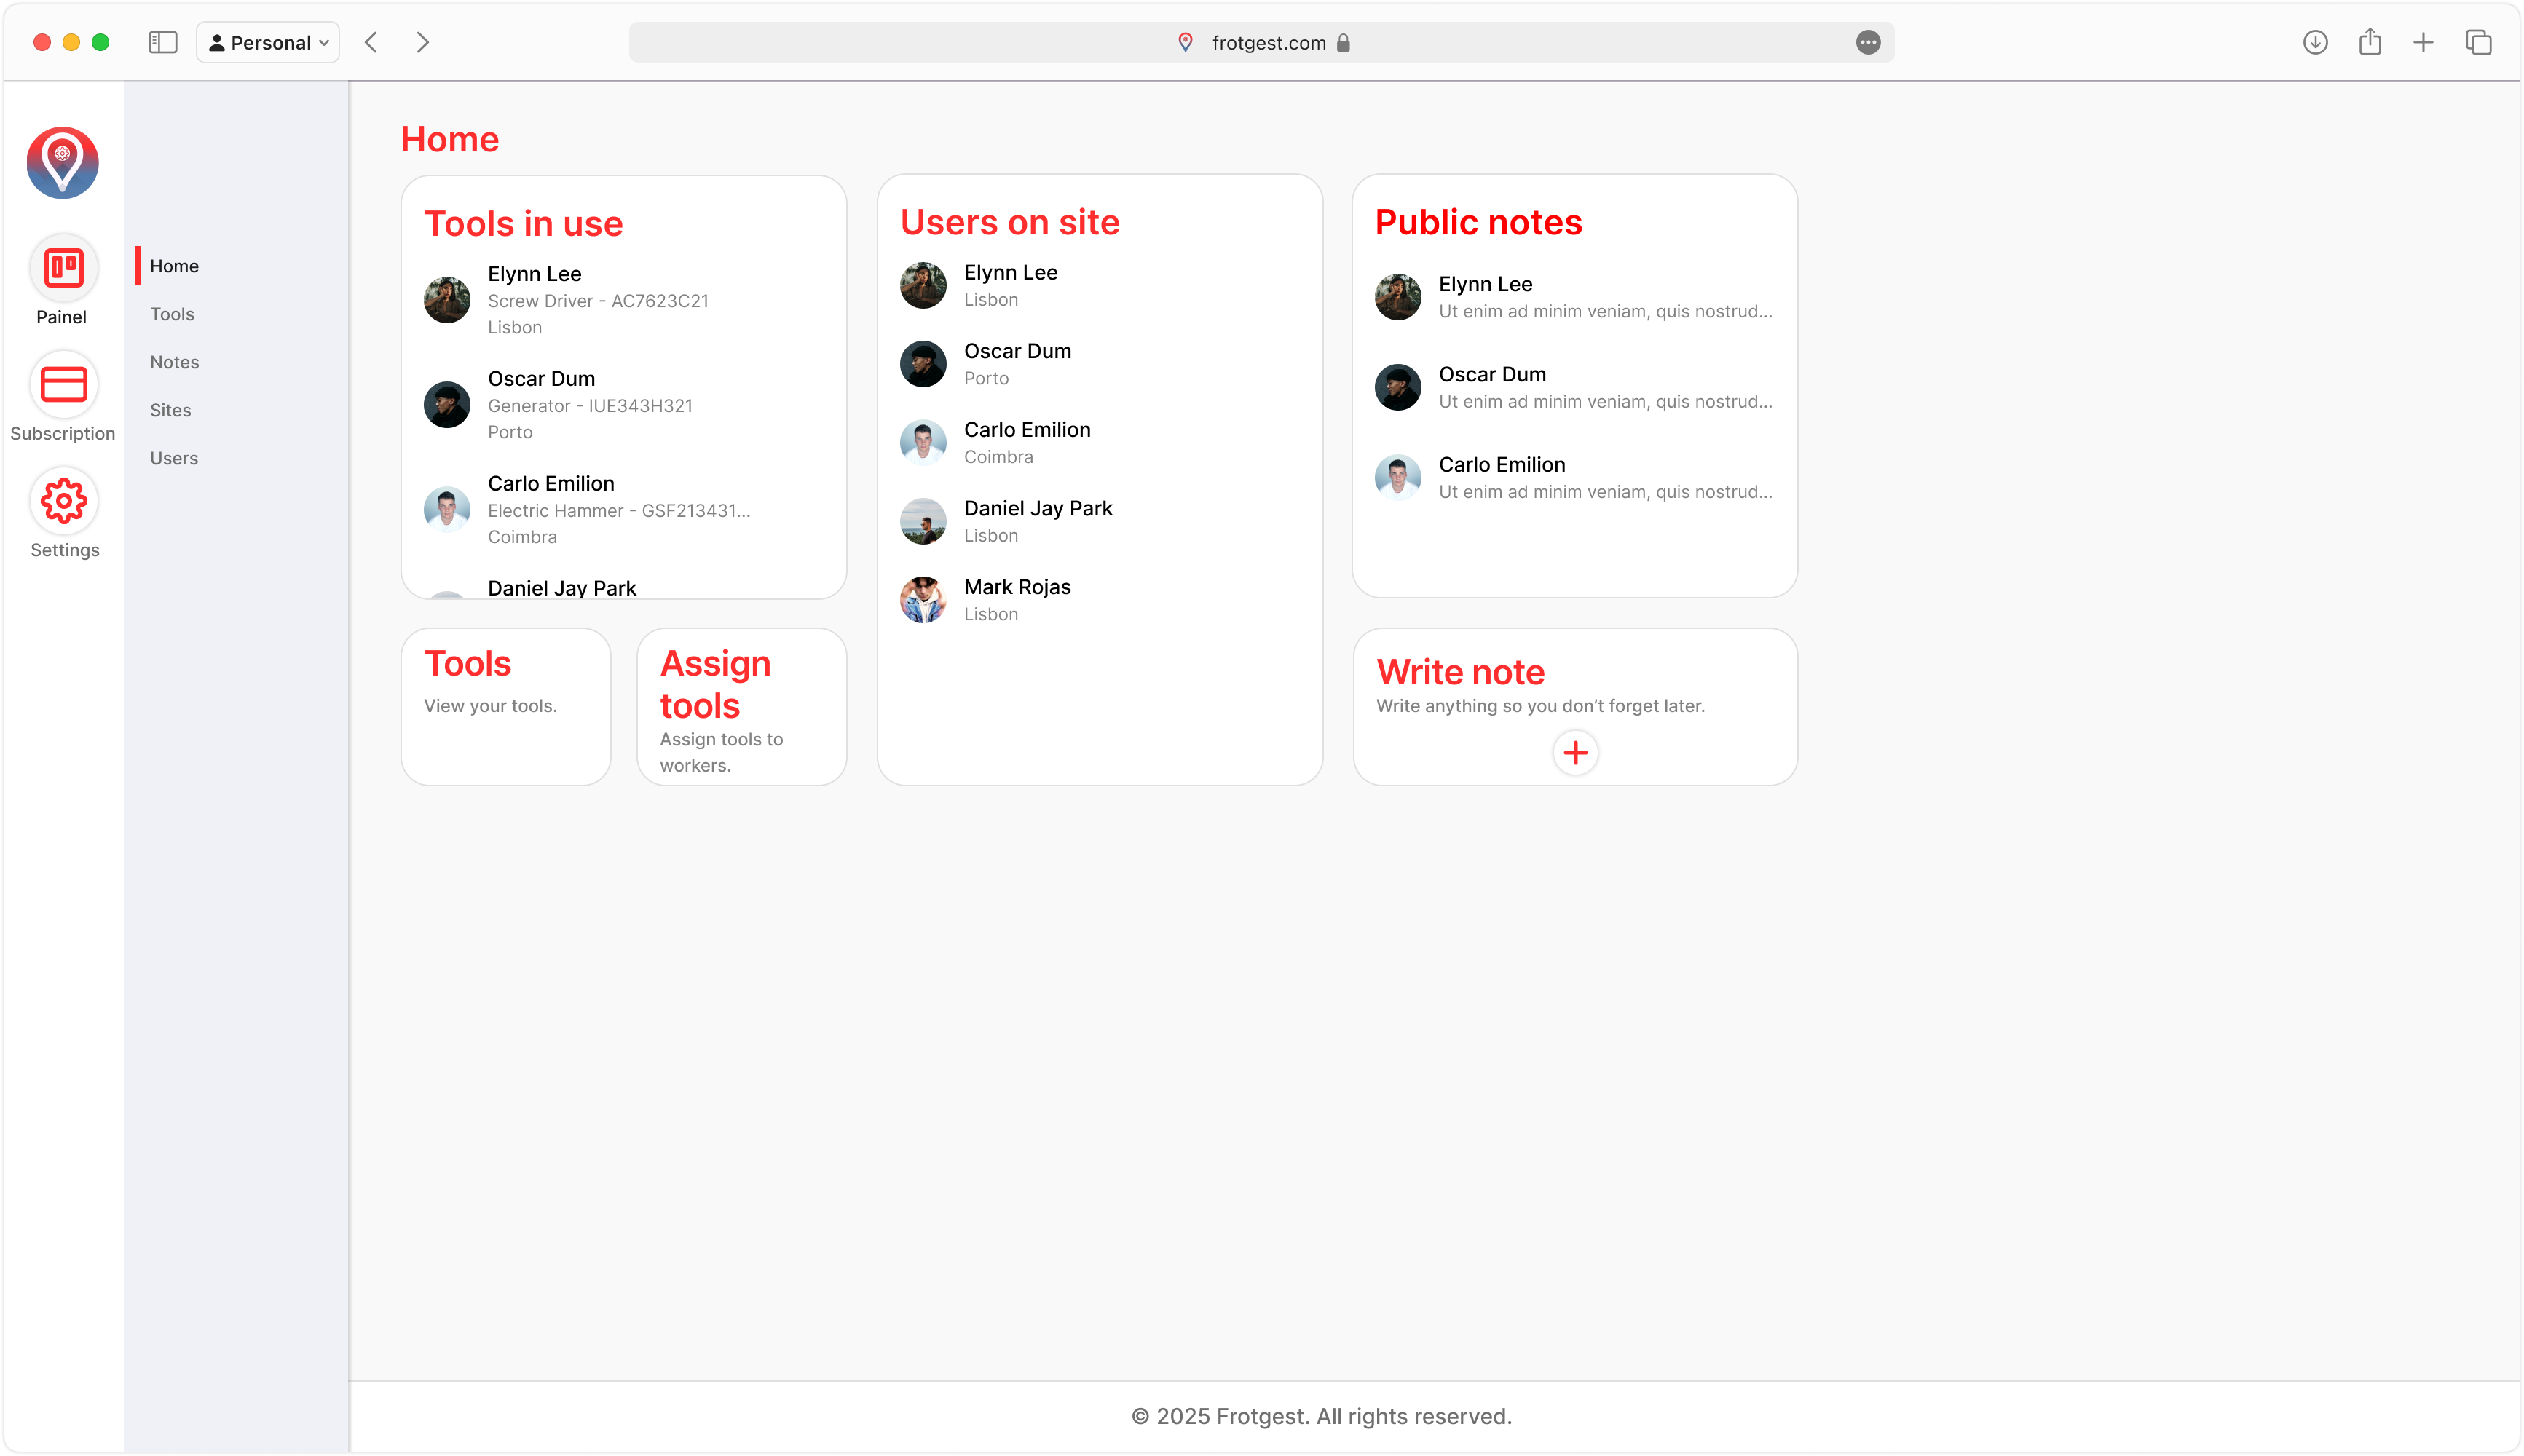 Personal
frotgest.com
Painel
Subscription
Settings
Home
Tools
Notes
Sites
Users
Home
Tools in use
Elynn Lee
Screw Driver - AC7623C21
Lisbon
Oscar Dum
Generator - IUE343H321
Porto
Carlo Emilion
Electric Hammer - GSF213431...
Coimbra
Daniel Jay Park
Users on site
Elynn Lee
Lisbon
Oscar Dum
Porto
Carlo Emilion
Coimbra
Daniel Jay Park
Lisbon
Mark Rojas
Lisbon
Public notes
Elynn Lee
Ut enim ad minim veniam, quis nostrud...
Oscar Dum
Ut enim ad minim veniam, quis nostrud...
Carlo Emilion
Ut enim ad minim veniam, quis nostrud...
Tools
View your tools.
Assign
tools
Assign tools to
workers.
Write note
Write anything so you don’t forget later.
© 2025 Frotgest. All rights reserved.